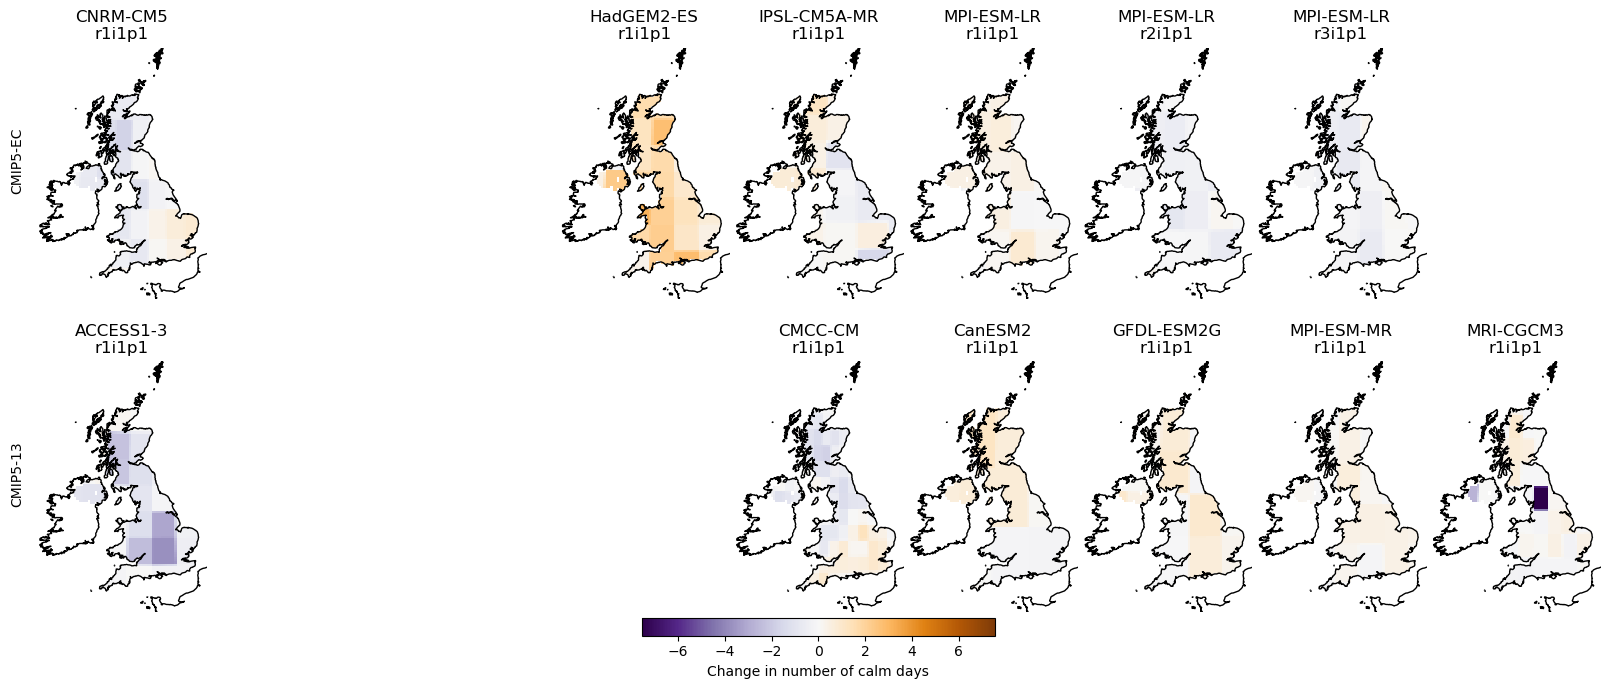 CNRM-CM5
r1i1p1
HadGEM2-ES
r1i1p1
IPSL-CM5A-MR
r1i1p1
MPI-ESM-LR
r1i1p1
MPI-ESM-LR
r2i1p1
MPI-ESM-LR
r3i1p1
CMIP5-EC
ACCESS1-3
r1i1p1
CMCC-CM
r1i1p1
CanESM2
r1i1p1
GFDL-ESM2G
r1i1p1
MPI-ESM-MR
r1i1p1
MRI-CGCM3
r1i1p1
CMIP5-13
−6 −4 −2 0 2 4 6
Change in number of calm days